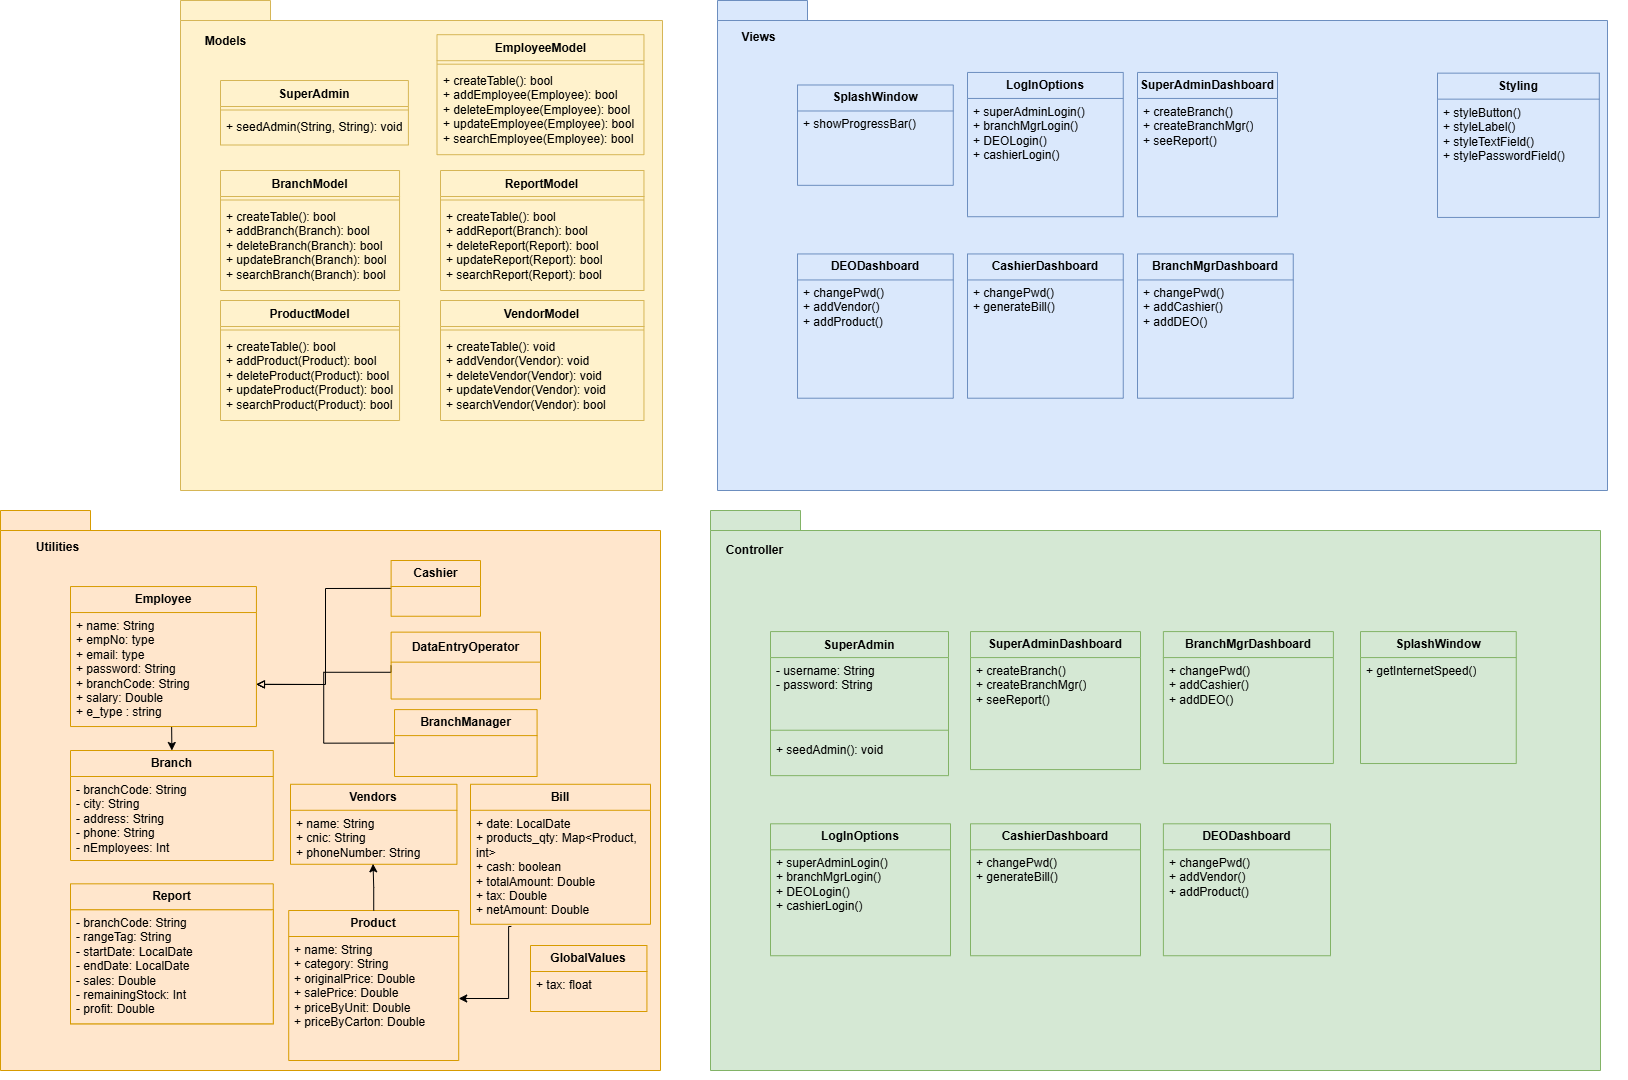 Models
SuperAdmin
+ seedAdmin(String, String): void
EmployeeModel
+ createTable(): bool
+ addEmployee(Employee): bool
+ deleteEmployee(Employee): bool
+ updateEmployee(Employee): bool
+ searchEmployee(Employee): bool
BranchModel
+ createTable(): bool
+ addBranch(Branch): bool
+ deleteBranch(Branch): bool
+ updateBranch(Branch): bool
+ searchBranch(Branch): bool
ReportModel
+ createTable(): bool
+ addReport(Branch): bool
+ deleteReport(Report): bool
+ updateReport(Report): bool
+ searchReport(Report): bool
ProductModel
+ createTable(): bool
+ addProduct(Product): bool
+ deleteProduct(Product): bool
+ updateProduct(Product): bool
+ searchProduct(Product): bool
VendorModel
+ createTable(): void
+ addVendor(Vendor): void
+ deleteVendor(Vendor): void
+ updateVendor(Vendor): void
+ searchVendor(Vendor): bool
Views
SplashWindow
+ showProgressBar()
LogInOptions
+ superAdminLogin()
+ branchMgrLogin()
+ DEOLogin()
+ cashierLogin()
SuperAdminDashboard
+ createBranch()
+ createBranchMgr()
+ seeReport()
Styling
+ styleButton()
+ styleLabel()
+ styleTextField()
+ stylePasswordField()
DEODashboard
+ changePwd()
+ addVendor()
+ addProduct()
CashierDashboard
+ changePwd()
+ generateBill()
BranchMgrDashboard
+ changePwd()
+ addCashier()
+ addDEO()
Utilities
Employee
+ name: String
+ empNo: type
+ email: type
+ password: String
+ branchCode: String
+ salary: Double
+ e_type : string
Cashier
DataEntryOperator
BranchManager
Branch
- branchCode: String
- city: String
- address: String
- phone: String
- nEmployees: Int
Vendors
+ name: String
+ cnic: String
+ phoneNumber: String
Bill
+ date: LocalDate
+ products_qty: Map<Product,
int>
+ cash: boolean
+ totalAmount: Double
+ tax: Double
+ netAmount: Double
Report
- branchCode: String
- rangeTag: String
- startDate: LocalDate
- endDate: LocalDate
- sales: Double
- remainingStock: Int
- profit: Double
Product
+ name: String
+ category: String
+ originalPrice: Double
+ salePrice: Double
+ priceByUnit: Double
+ priceByCarton: Double
GlobalValues
+ tax: float
Controller
SuperAdmin
- username: String
- password: String
+ seedAdmin(): void
SuperAdminDashboard
+ createBranch()
+ createBranchMgr()
+ seeReport()
BranchMgrDashboard
+ changePwd()
+ addCashier()
+ addDEO()
SplashWindow
+ getInternetSpeed()
LogInOptions
+ superAdminLogin()
+ branchMgrLogin()
+ DEOLogin()
+ cashierLogin()
CashierDashboard
+ changePwd()
+ generateBill()
DEODashboard
+ changePwd()
+ addVendor()
+ addProduct()